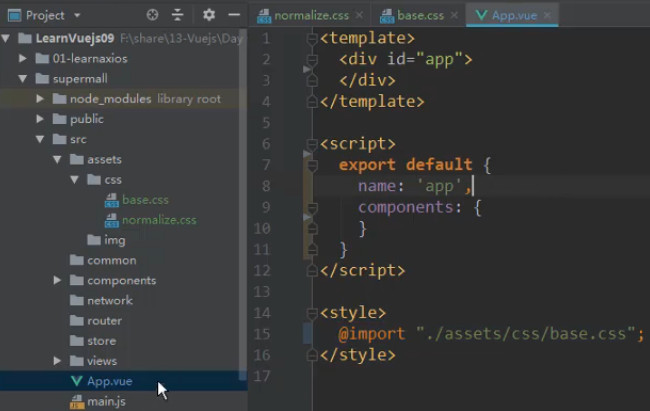 Project
LearnVuejs09 F:\share\13-Vuejs\Day
01-learnaxios
supermall
node_modules library root
public
src
assets
css
base.css
normalize.css
img
common
components
network
router
store
views
App.vue
main.js
normalize.css
base.css
App.vue
1 <template>
2 <div id="app">
3 </div>
4 </template>
5
6 <script>
7 export default {
8 name: 'app',
9 components: {
10 }
11 }
12 </script>
13
14 <style>
15 @import "./assets/css/base.css";
16 </style>
17